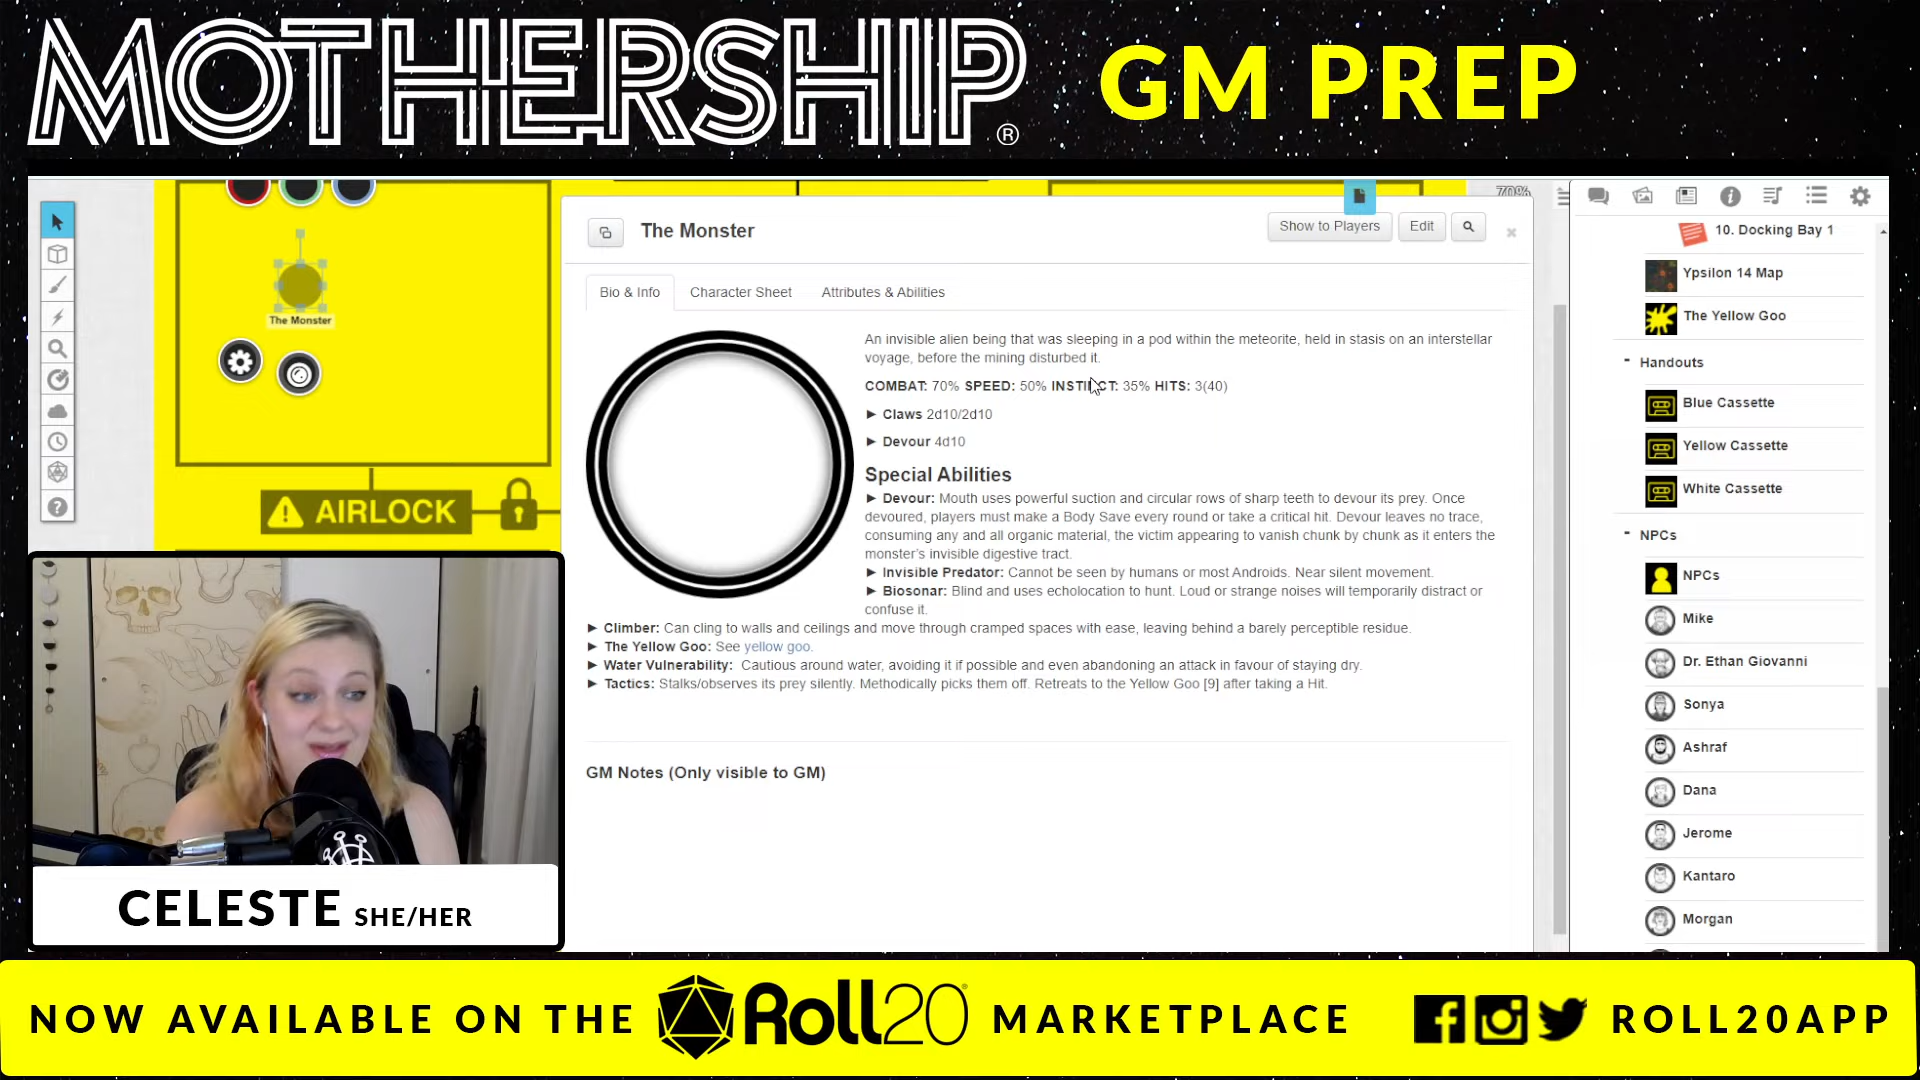 MOTHERSHIP®
GM PREP
70%
The Monster
AIRLOCK
The Monster
Show to Players
Edit
Bio & Info
Character Sheet
Attributes & Abilities
An invisible alien being that was sleeping in a pod within the meteorite, held in stasis on an interstellar
voyage, before the mining disturbed it.
COMBAT: 70% SPEED: 50% INSTINCT: 35% HITS: 3(40)
► Claws 2d10/2d10
► Devour 4d10
Special Abilities
► Devour: Mouth uses powerful suction and circular rows of sharp teeth to devour its prey. Once
devoured, players must make a Body Save every round or take a critical hit. Devour leaves no trace,
consuming any and all organic material, the victim appearing to vanish chunk by chunk as it enters the
monster's invisible digestive tract.
► Invisible Predator: Cannot be seen by humans or most Androids. Near silent movement.
► Biosonar: Blind and uses echolocation to hunt. Loud or strange noises will temporarily distract or
confuse it.
► Climber: Can cling to walls and ceilings and move through cramped spaces with ease, leaving behind a barely perceptible residue.
► The Yellow Goo: See yellow goo.
► Water Vulnerability: Cautious around water, avoiding it if possible and even abandoning an attack in favour of staying dry.
► Tactics: Stalks/observes its prey silently. Methodically picks them off. Retreats to the Yellow Goo [9] after taking a Hit.
GM Notes (Only visible to GM)
10. Docking Bay 1
Ypsilon 14 Map
The Yellow Goo
Handouts
Blue Cassette
Yellow Cassette
White Cassette
NPCs
NPCs
Mike
Dr. Ethan Giovanni
Sonya
Ashraf
Dana
Jerome
Kantaro
Morgan
CELESTE SHE/HER
NOW AVAILABLE ON THE Roll20® MARKETPLACE
ROLL20APP